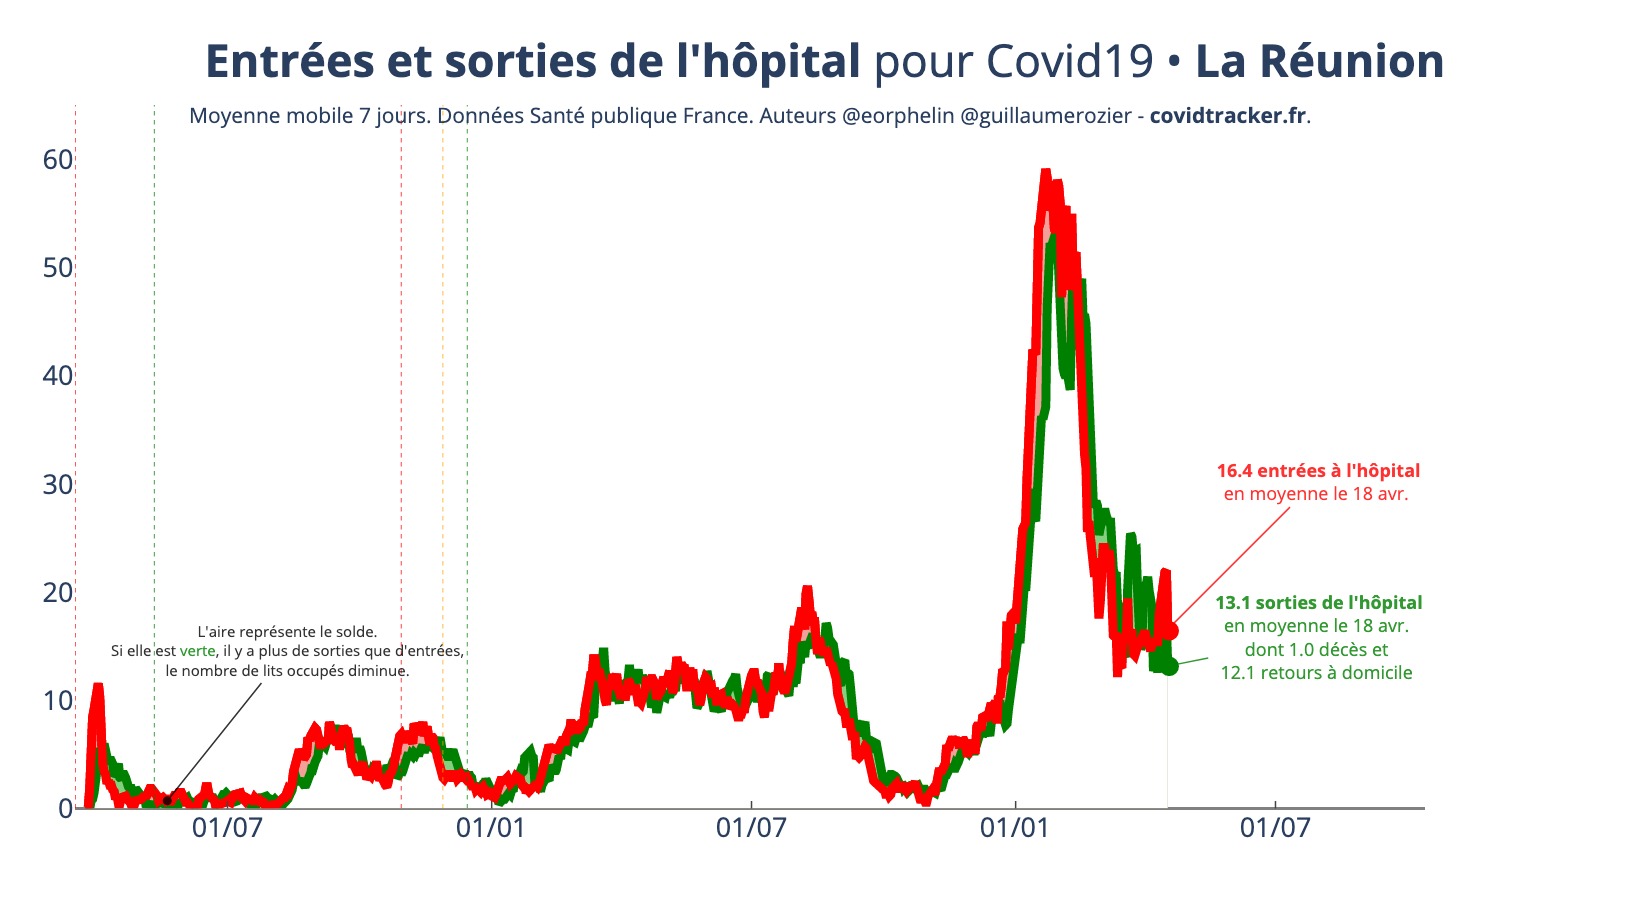 Entrées et sorties de l'hôpital pour Covid19 • La Réunion
Moyenne mobile 7 jours. Données Santé publique France. Auteurs @eorphelin @guillaumerozier - covidtracker.fr.
60
50
40
30
20
10
0
16.4 entrées à l'hôpital
en moyenne le 18 avr.
13.1 sorties de l'hôpital
en moyenne le 18 avr.
dont 1.0 décès et
12.1 retours à domicile
L'aire représente le solde.
Si elle est verte, il y a plus de sorties que d'entrées,
le nombre de lits occupés diminue.
01/07
01/01
01/07
01/01
01/07